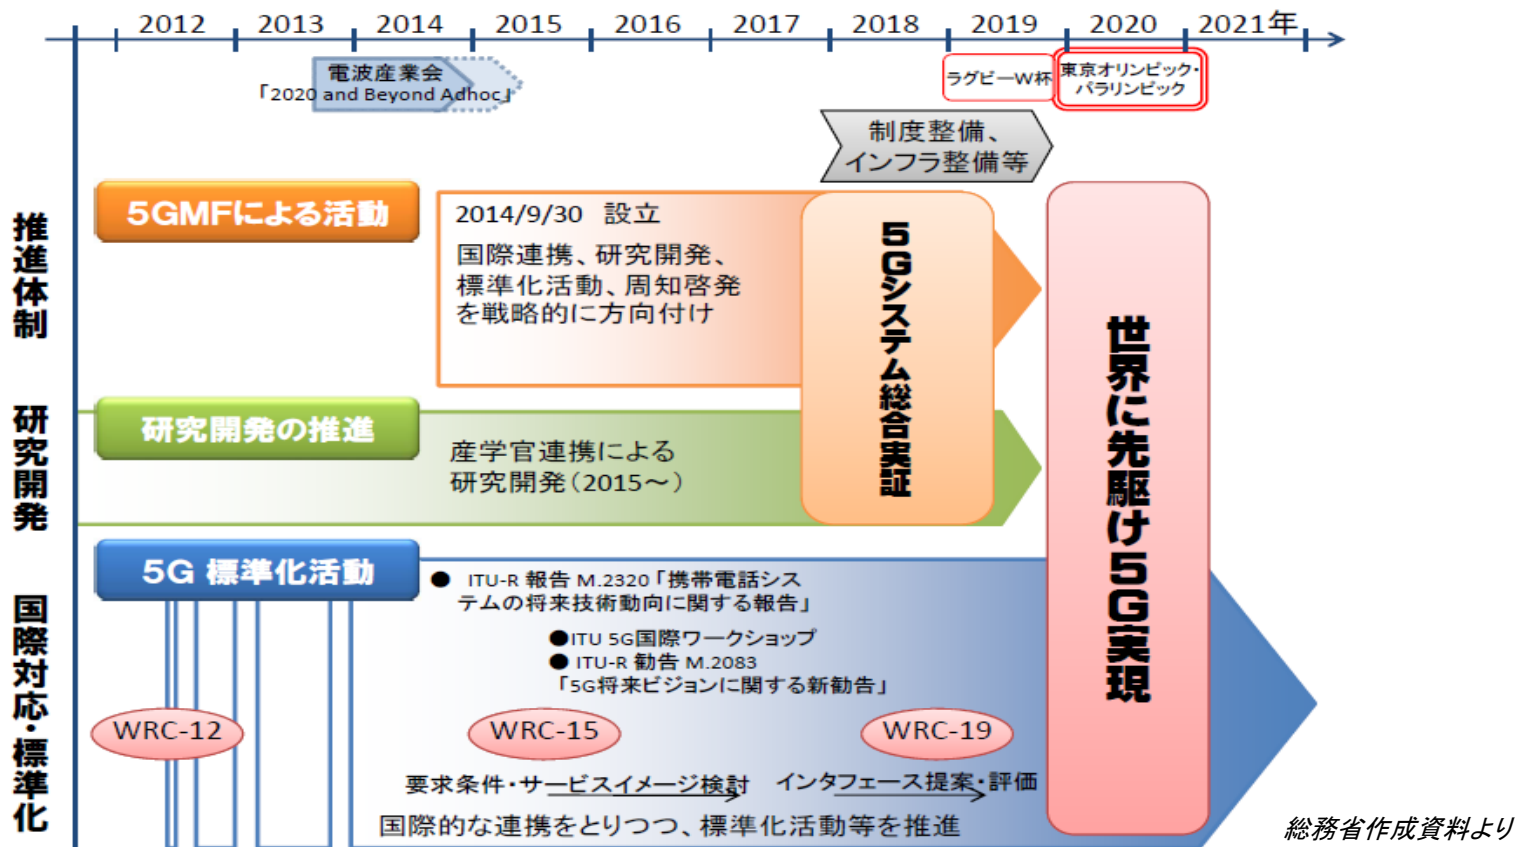 2012 2013 2014 2015 2016 2017 2018 2019 2020 2021年
電波産業会
「2020 and Beyond Adhoc」
ラグビーW杯
東京オリンピック・
パラリンピック
制度整備、
インフラ整備等
推進体制
5GMFによる活動
2014/9/30 設立
国際連携、研究開発、
標準化活動、周知啓発
を戦略的に方向付け
5Gシステム総合実証
世界に先駆け5G実現
研究開発
研究開発の推進
産学官連携による
研究開発(2015～)
国際対応・標準化
5G 標準化活動
● ITU-R 報告 M.2320「携帯電話シス
テムの将来技術動向に関する報告」
●ITU 5G国際ワークショップ
● ITU-R 勧告 M.2083
「5G将来ビジョンに関する新勧告」
WRC-12
WRC-15
WRC-19
要求条件・サービスイメージ検討
インタフェース提案・評価
国際的な連携をとりつつ、標準化活動等を推進
総務省作成資料より